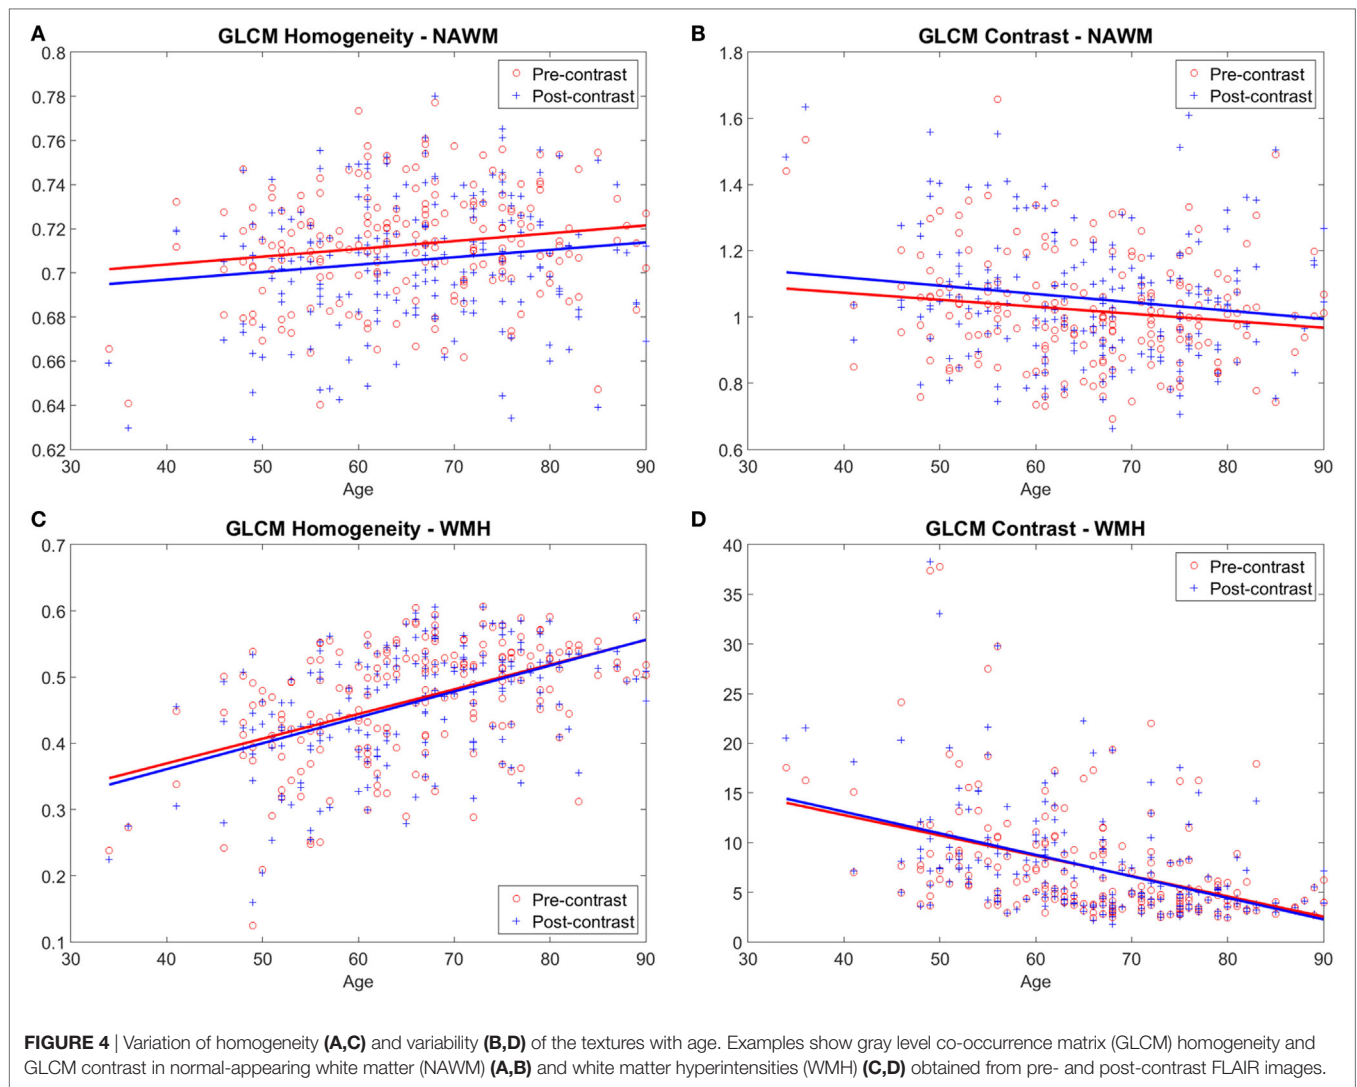 A
GLCM Homogeneity - NAWM
0.8
0.78
0.76
0.74
0.72
0.7
0.68
0.66
0.64
0.62
30 40 50 60 70 80 90
Age
Pre-contrast
Post-contrast
B
GLCM Contrast - NAWM
1.8
1.6
1.4
1.2
1
0.8
0.6
30 40 50 60 70 80 90
Age
Pre-contrast
Post-contrast
C
GLCM Homogeneity - WMH
0.7
0.6
0.5
0.4
0.3
0.2
0.1
30 40 50 60 70 80 90
Age
Pre-contrast
Post-contrast
D
GLCM Contrast - WMH
40
35
30
25
20
15
10
5
0
30 40 50 60 70 80 90
Age
Pre-contrast
Post-contrast
FIGURE 4 | Variation of homogeneity (A,C) and variability (B,D) of the textures with age. Examples show gray level co-occurrence matrix (GLCM) homogeneity and
GLCM contrast in normal-appearing white matter (NAWM) (A,B) and white matter hyperintensities (WMH) (C,D) obtained from pre- and post-contrast FLAIR images.